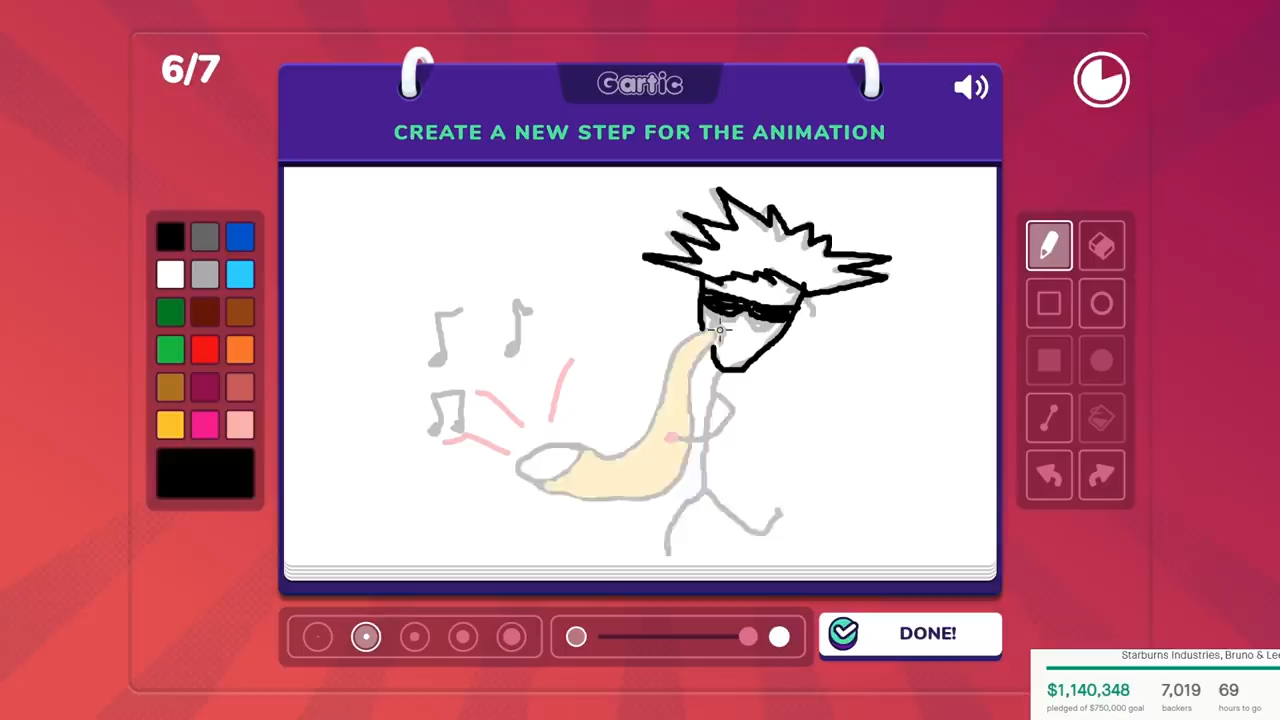 6/7
Gartic
CREATE A NEW STEP FOR THE ANIMATION
DONE!
Starburns Industries, Bruno &
$1,140,348
pledged of $750,000 goal
7,019
backers
69
hours to go